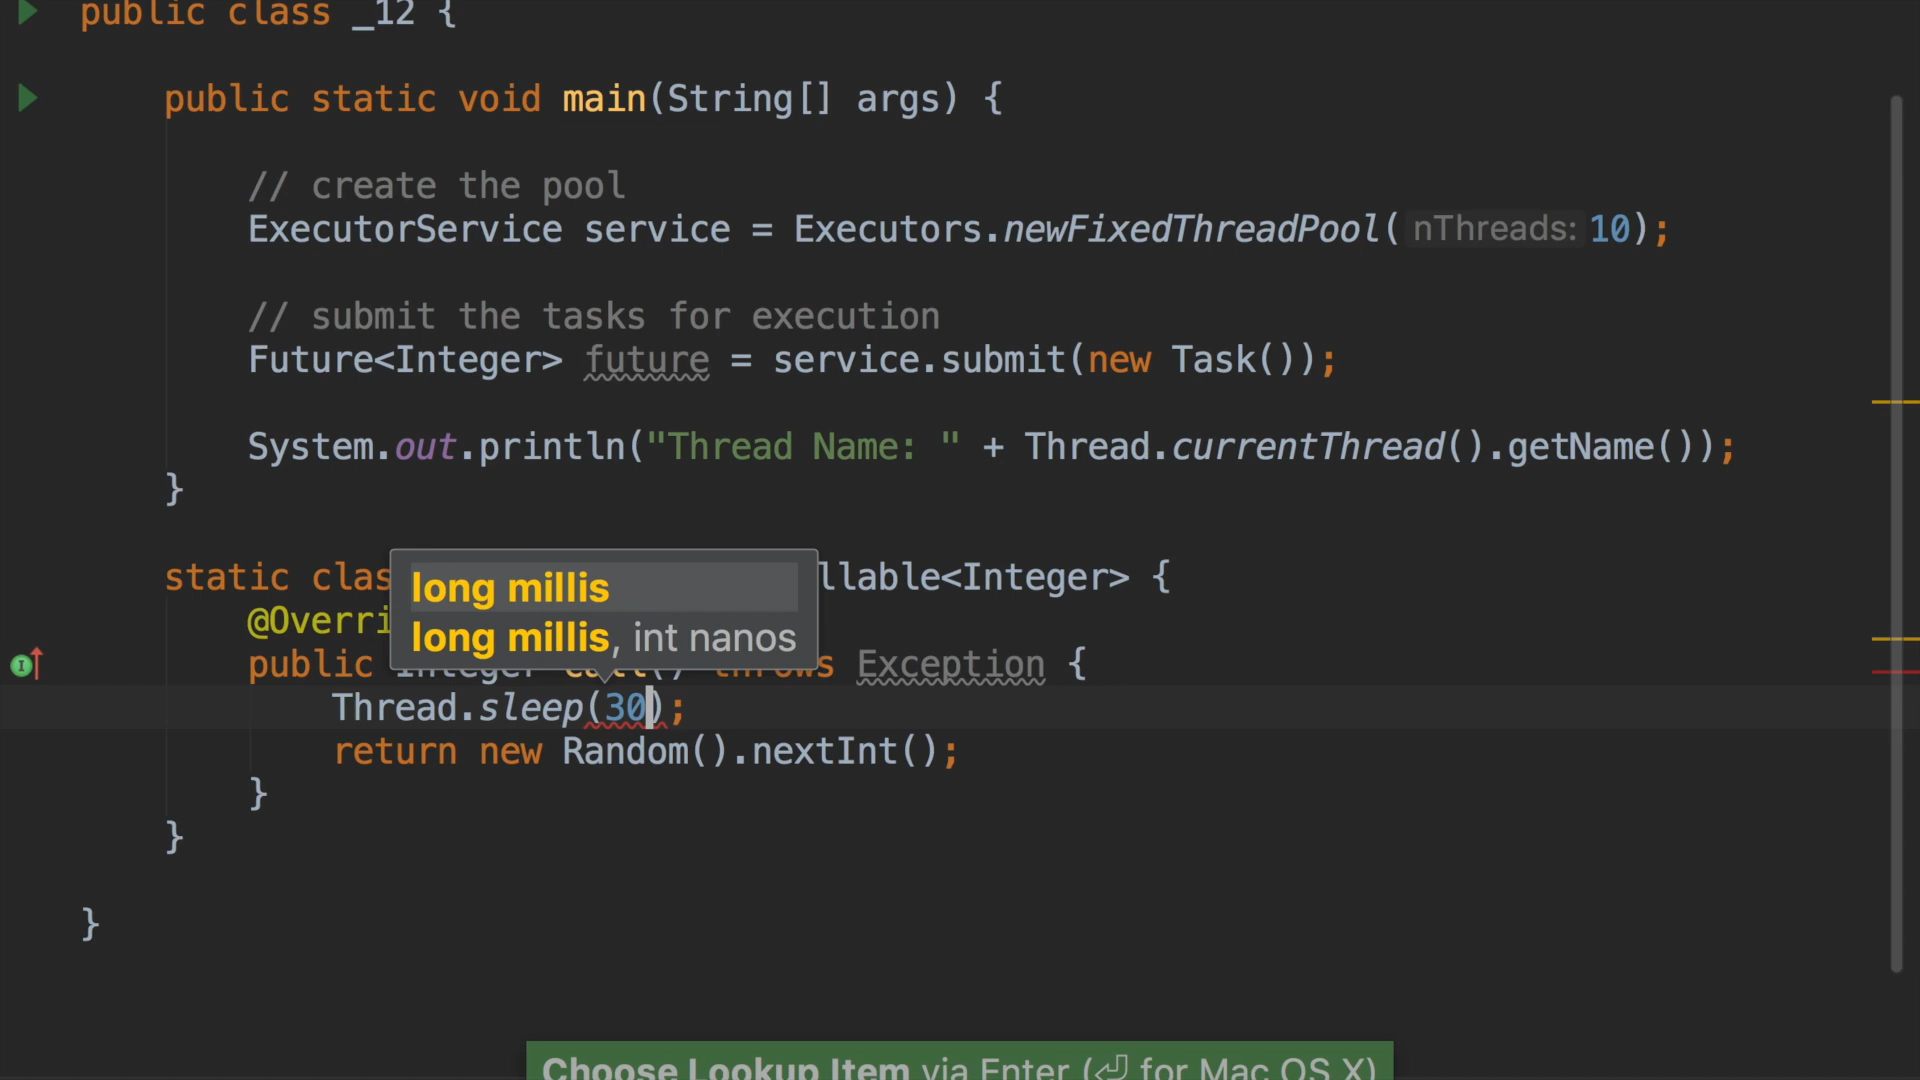 public class _12 {
public static void main(String[] args) {
// create the pool
ExecutorService service = Executors.newFixedThreadPool( nThreads: 10);
// submit the tasks for execution
Future<Integer> future = service.submit(new Task());
System.out.println("Thread Name: " + Thread.currentThread().getName());
}
static clas llable<Integer> {
long millis
@Overri
long millis, int nanos
public Integer call() throws Exception {
Thread.sleep(30);
return new Random().nextInt();
}
}
}
Choose Lookup Item via Enter (⏎ for Mac OS X)